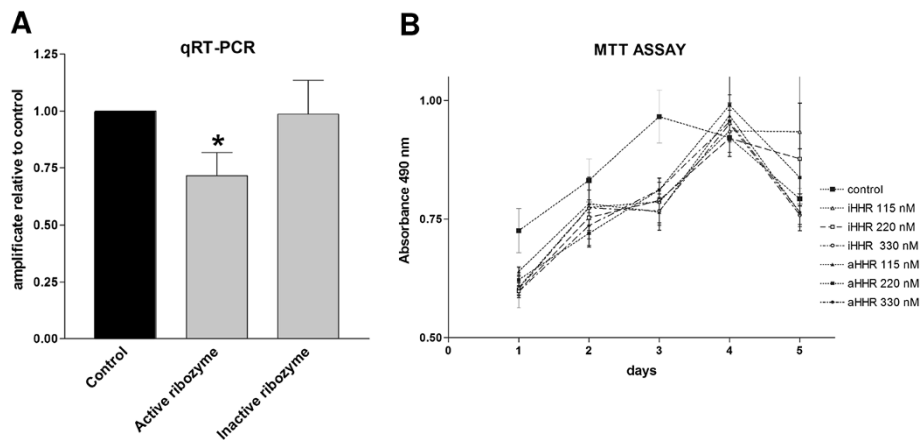 A
qRT-PCR
amplificate relative to control
1.25
1.00
0.75
0.50
0.25
0.00
*
Control
Active ribozyme
Inactive ribozyme
B
MTT ASSAY
Absorbance 490 nm
1.00
0.75
0.50
0
1
2
3
4
5
days
control
iHHR 115 nM
iHHR 220 nM
iHHR 330 nM
aHHR 115 nM
aHHR 220 nM
aHHR 330 nM